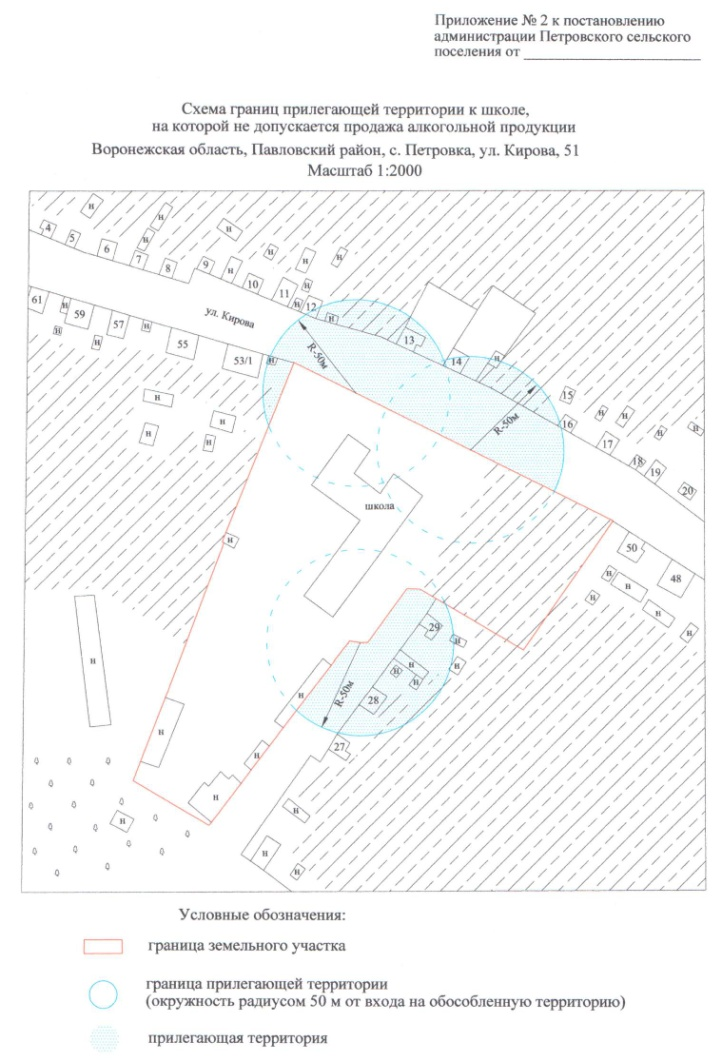 Приложение № 2 к постановлению
администрации Петровского сельского
поселения от
Схема границ прилегающей территории к школе,
на которой не допускается продажа алкогольной продукции
Воронежская область, Павловский район, с. Петровка, ул. Кирова, 51
Масштаб 1:2000
н
н
н
н
4
5
6
7
8
9
н
н
н
н
10
11
н
н
12
н
61
н
59
н
57
н
н
55
53/1
н
ул. Кирова
R-50м
13
14
н
R-50м
15
16
н
н
17
н
н
18
19
20
н
н
н
н
школа
50
48
н
н
н
н
н
н
н
29
н
н
н
н
н
н
R-50м
28
27
н
н
н
н
н
н
н
н
Условные обозначения:
граница земельного участка
граница прилегающей территории
(окружность радиусом 50 м от входа на обособленную территорию)
прилегающая территория